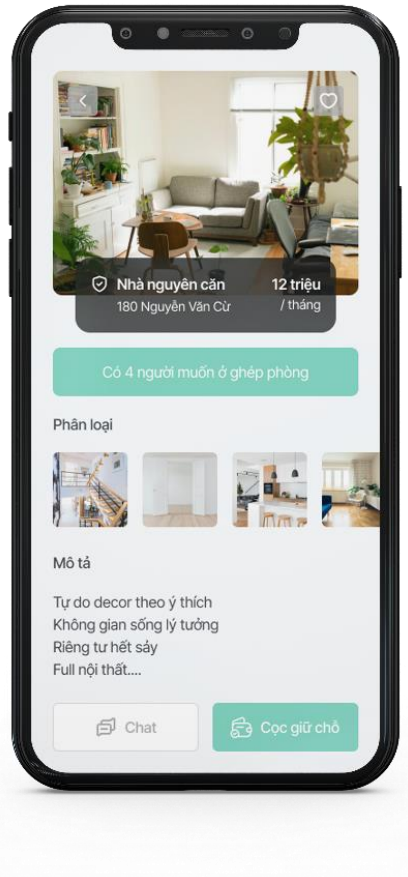 Nhà nguyên căn
12 triệu
180 Nguyễn Văn Cừ
/ tháng
Có 4 người muốn ở ghép phòng
Phân loại
Mô tả
Tự do decor theo ý thích
Không gian sống lý tưởng
Riêng tư hết sảy
Full nội thất....
Chat
Cọc giữ chỗ